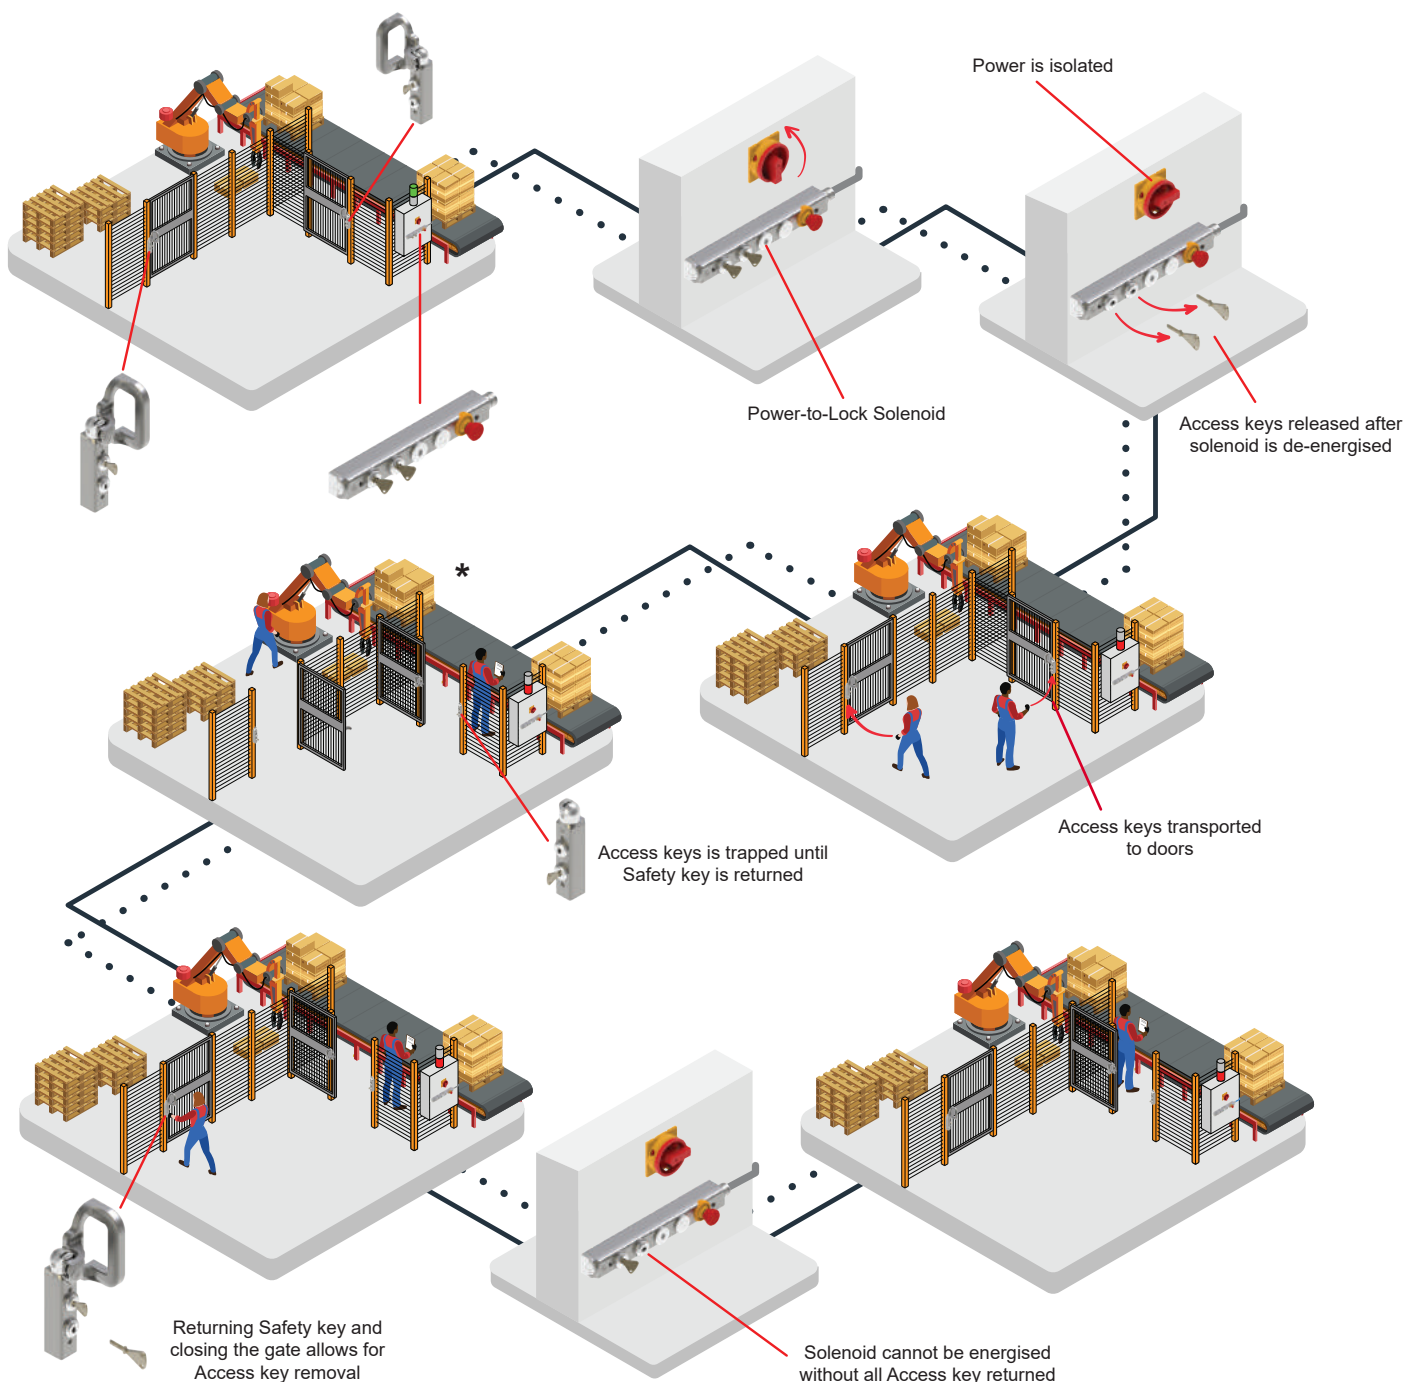 Power is isolated
Power-to-Lock Solenoid
Access keys released after
solenoid is de-energised
*
Access keys transported
to doors
Access keys is trapped until
Safety key is returned
Returning Safety key and
closing the gate allows for
Access key removal
Solenoid cannot be energised
without all Access key returned